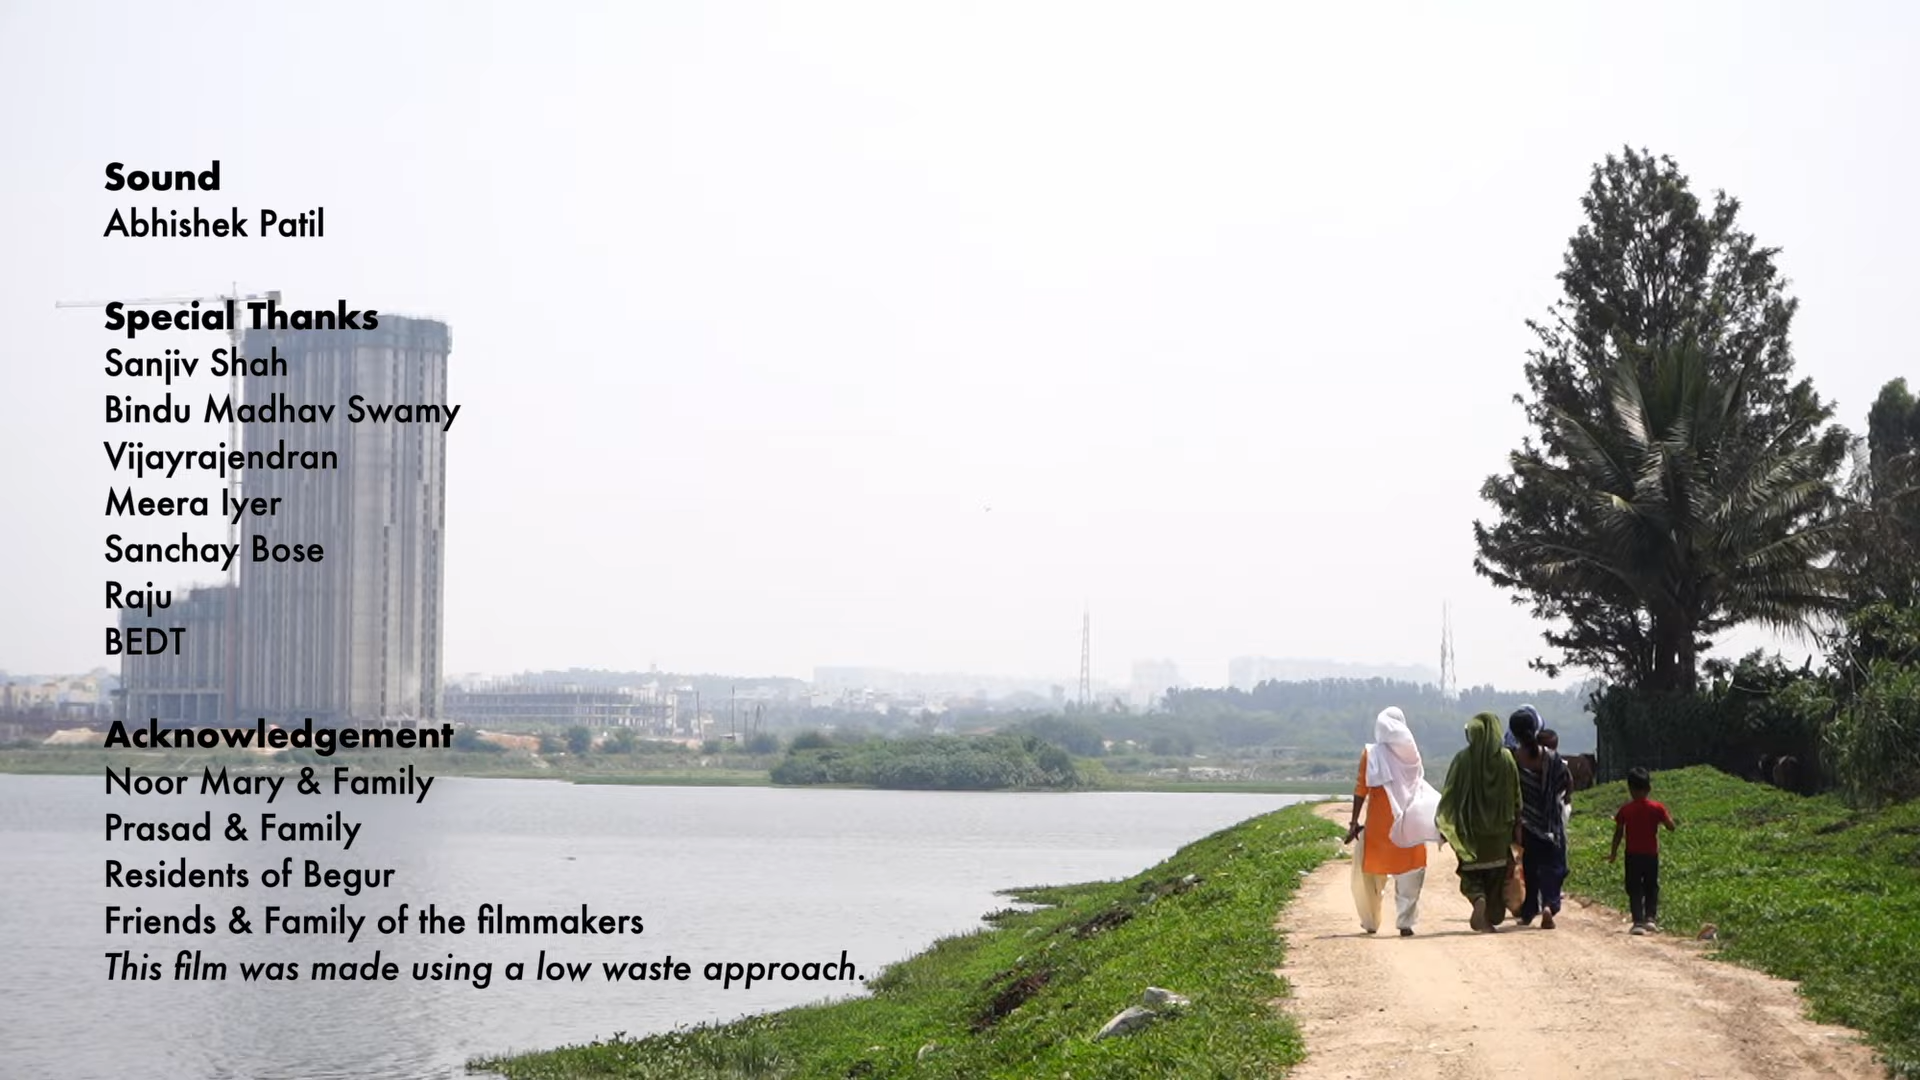 Sound
Abhishek Patil
Special Thanks
Sanjiv Shah
Bindu Madhav Swamy
Vijayrajendran
Meera Iyer
Sanchay Bose
Raju
BEDT
Acknowledgement
Noor Mary & Family
Prasad & Family
Residents of Begur
Friends & Family of the filmmakers
This film was made using a low waste approach.